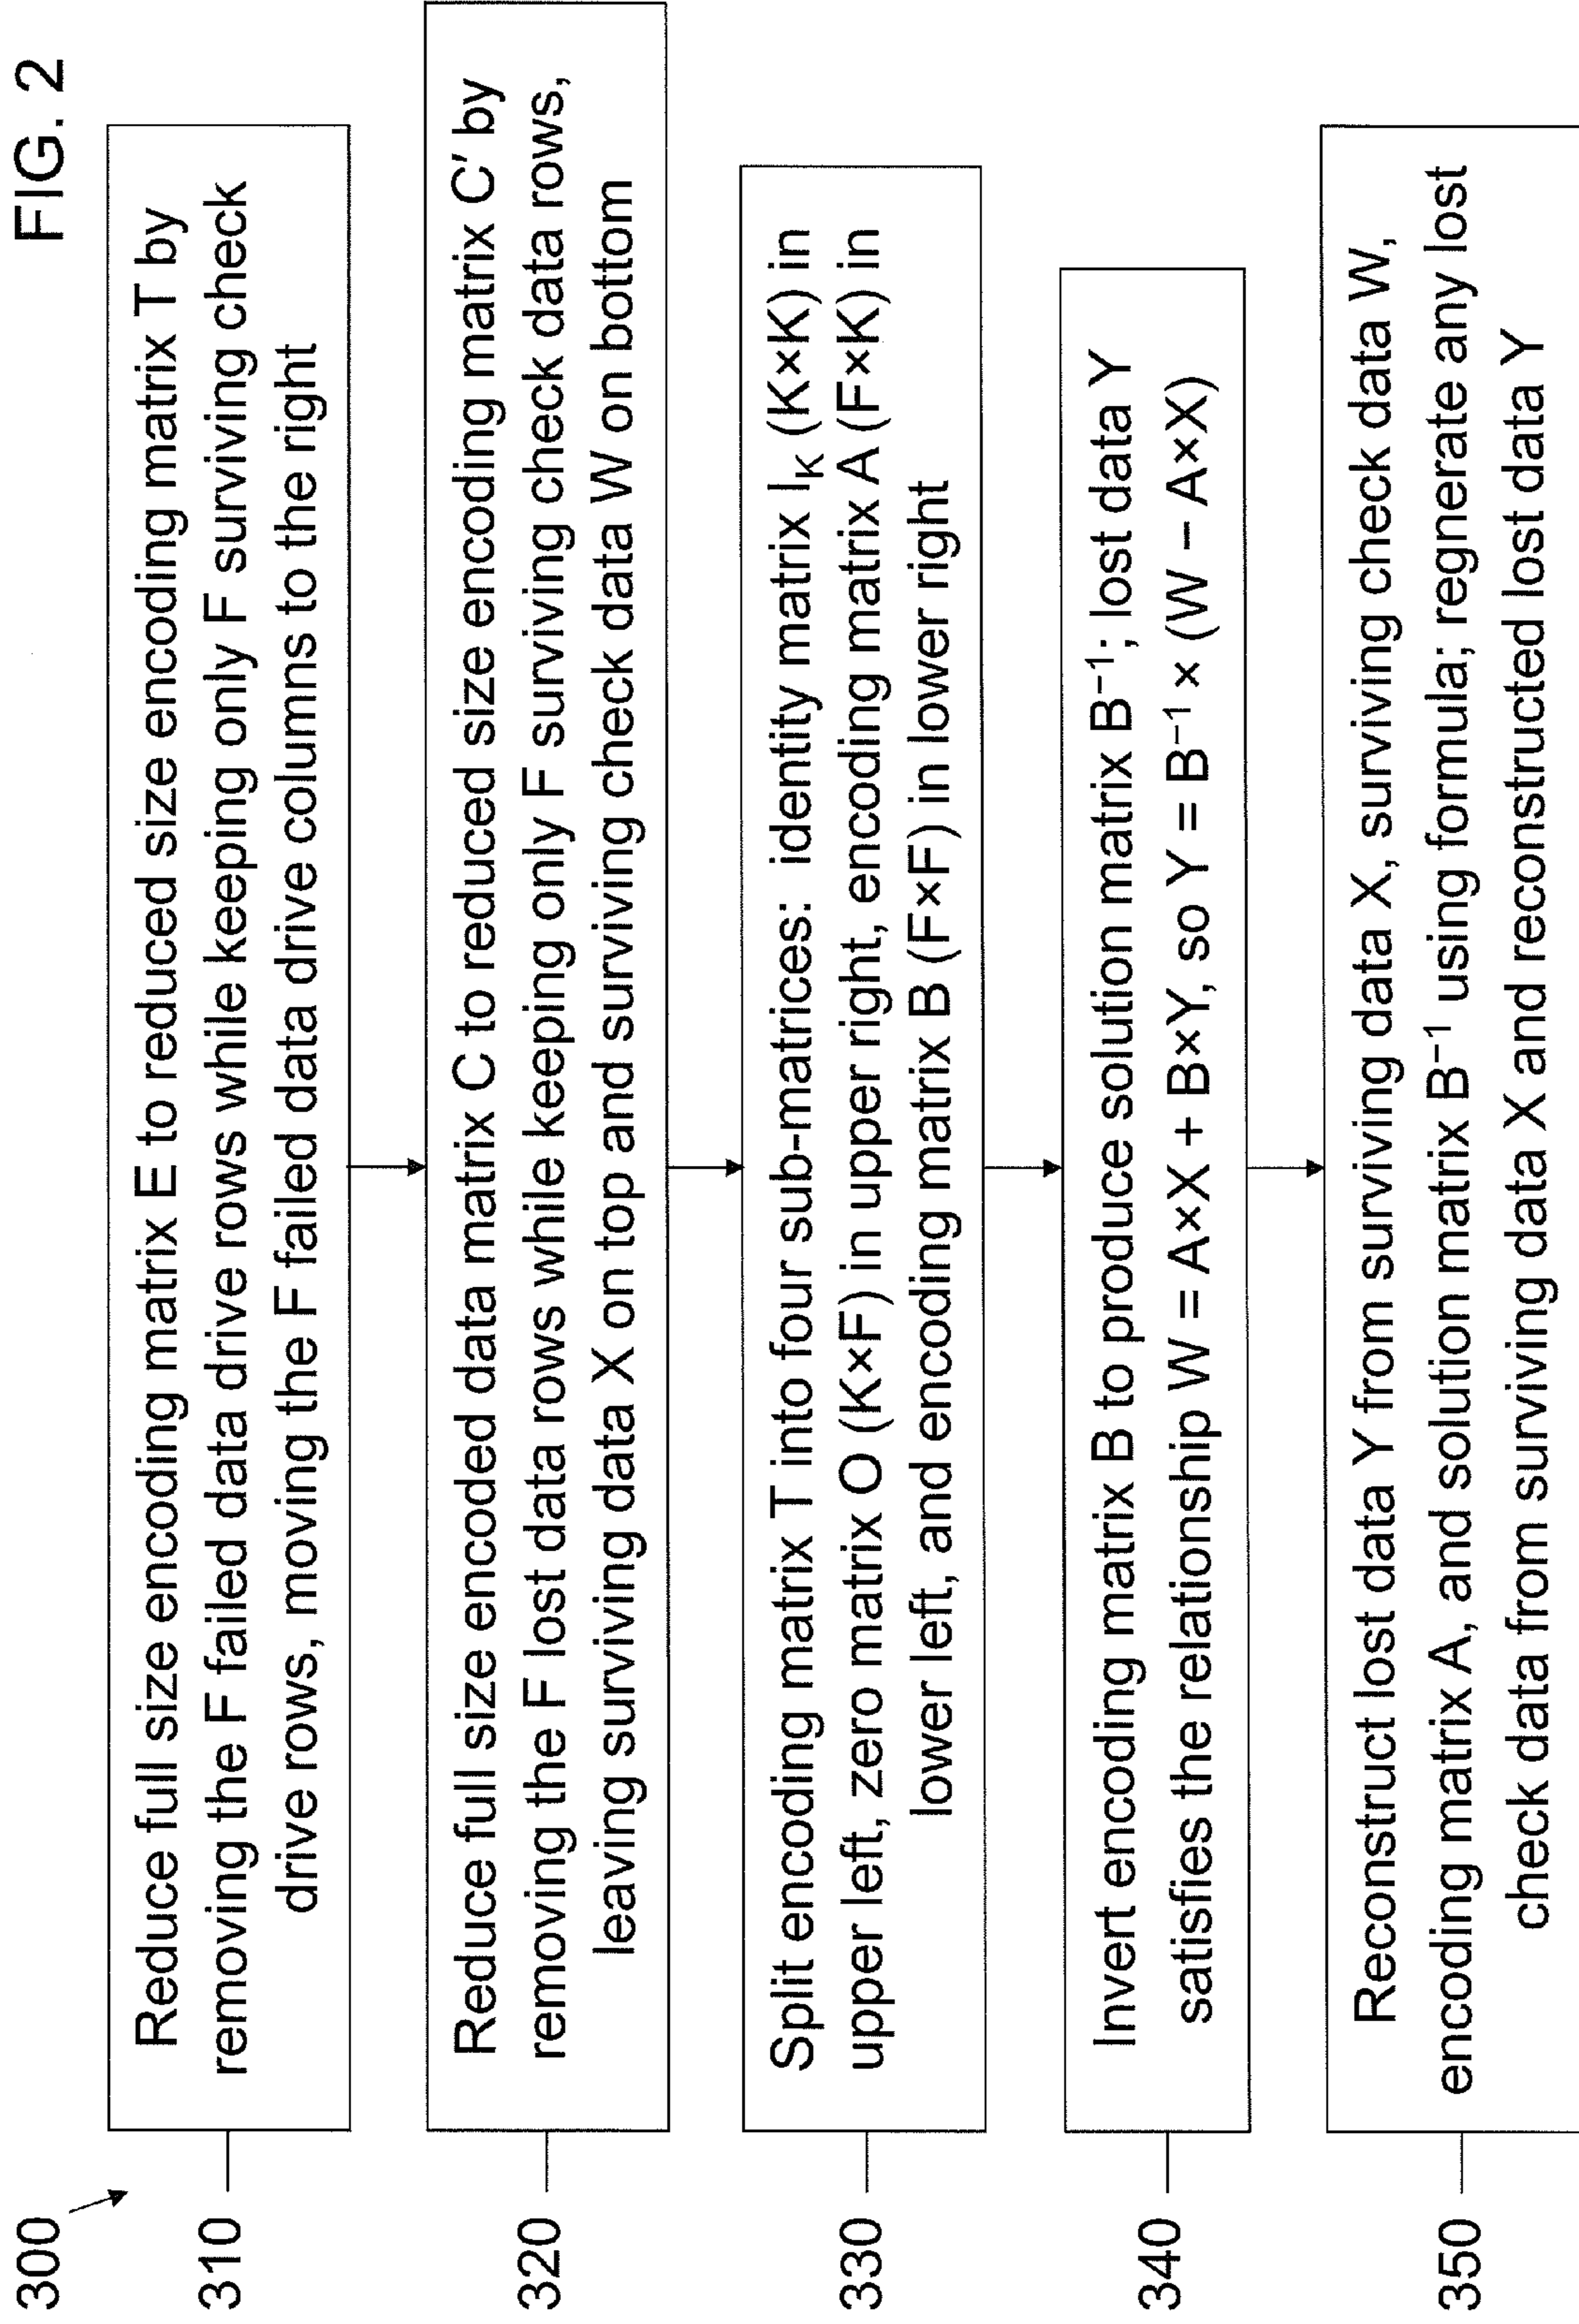 FIG. 2
300
310
Reduce full size encoding matrix E to reduced size encoding matrix T by
removing the F failed data drive rows while keeping only F surviving check
drive rows, moving the F failed data drive columns to the right
320
Reduce full size encoded data matrix C to reduced size encoding matrix C′ by
removing the F lost data rows while keeping only F surviving check data rows,
leaving surviving data X on top and surviving check data W on bottom
330
Split encoding matrix T into four sub-matrices: identity matrix I_K (K×K) in
upper left, zero matrix O (K×F) in upper right, encoding matrix A (F×K) in
lower left, and encoding matrix B (F×F) in lower right
340
Invert encoding matrix B to produce solution matrix B⁻¹; lost data Y
satisfies the relationship W = A×X + B×Y, so Y = B⁻¹ × (W – A×X)
350
Reconstruct lost data Y from surviving data X, surviving check data W,
encoding matrix A, and solution matrix B⁻¹ using formula; regnerate any lost
check data from surviving data X and reconstructed lost data Y